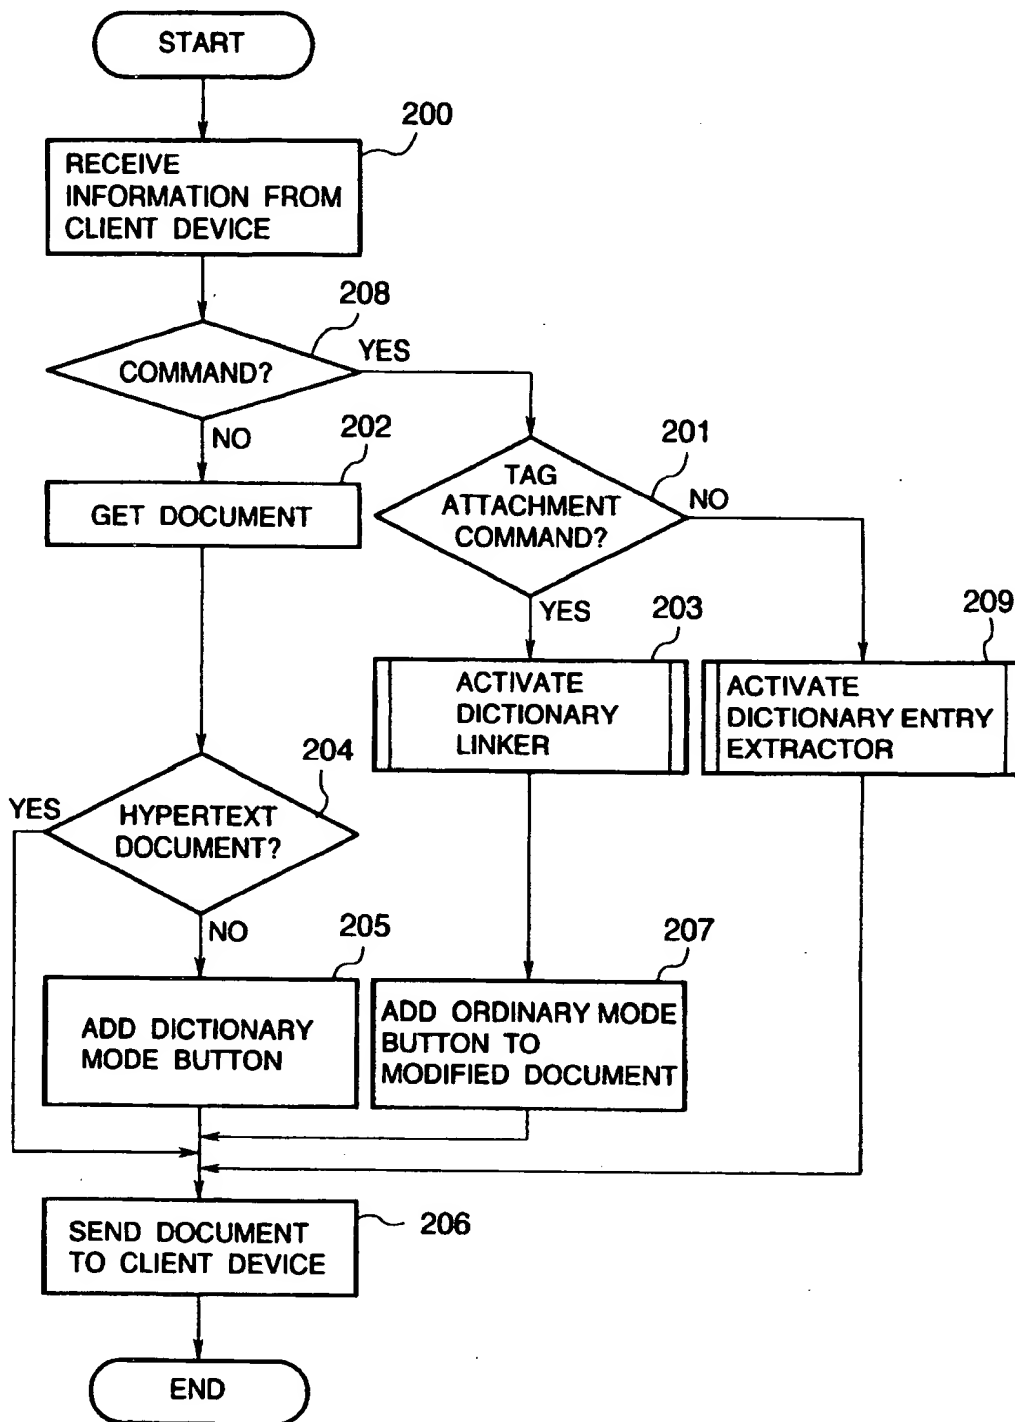 START
200
RECEIVE
INFORMATION FROM
CLIENT DEVICE
208
COMMAND?
YES
NO
202
GET DOCUMENT
201
TAG
ATTACHMENT
COMMAND?
NO
YES
203
ACTIVATE
DICTIONARY
LINKER
209
ACTIVATE
DICTIONARY ENTRY
EXTRACTOR
204
YES
HYPERTEXT
DOCUMENT?
NO
205
ADD DICTIONARY
MODE BUTTON
207
ADD ORDINARY MODE
BUTTON TO
MODIFIED DOCUMENT
SEND DOCUMENT
TO CLIENT DEVICE
206
END